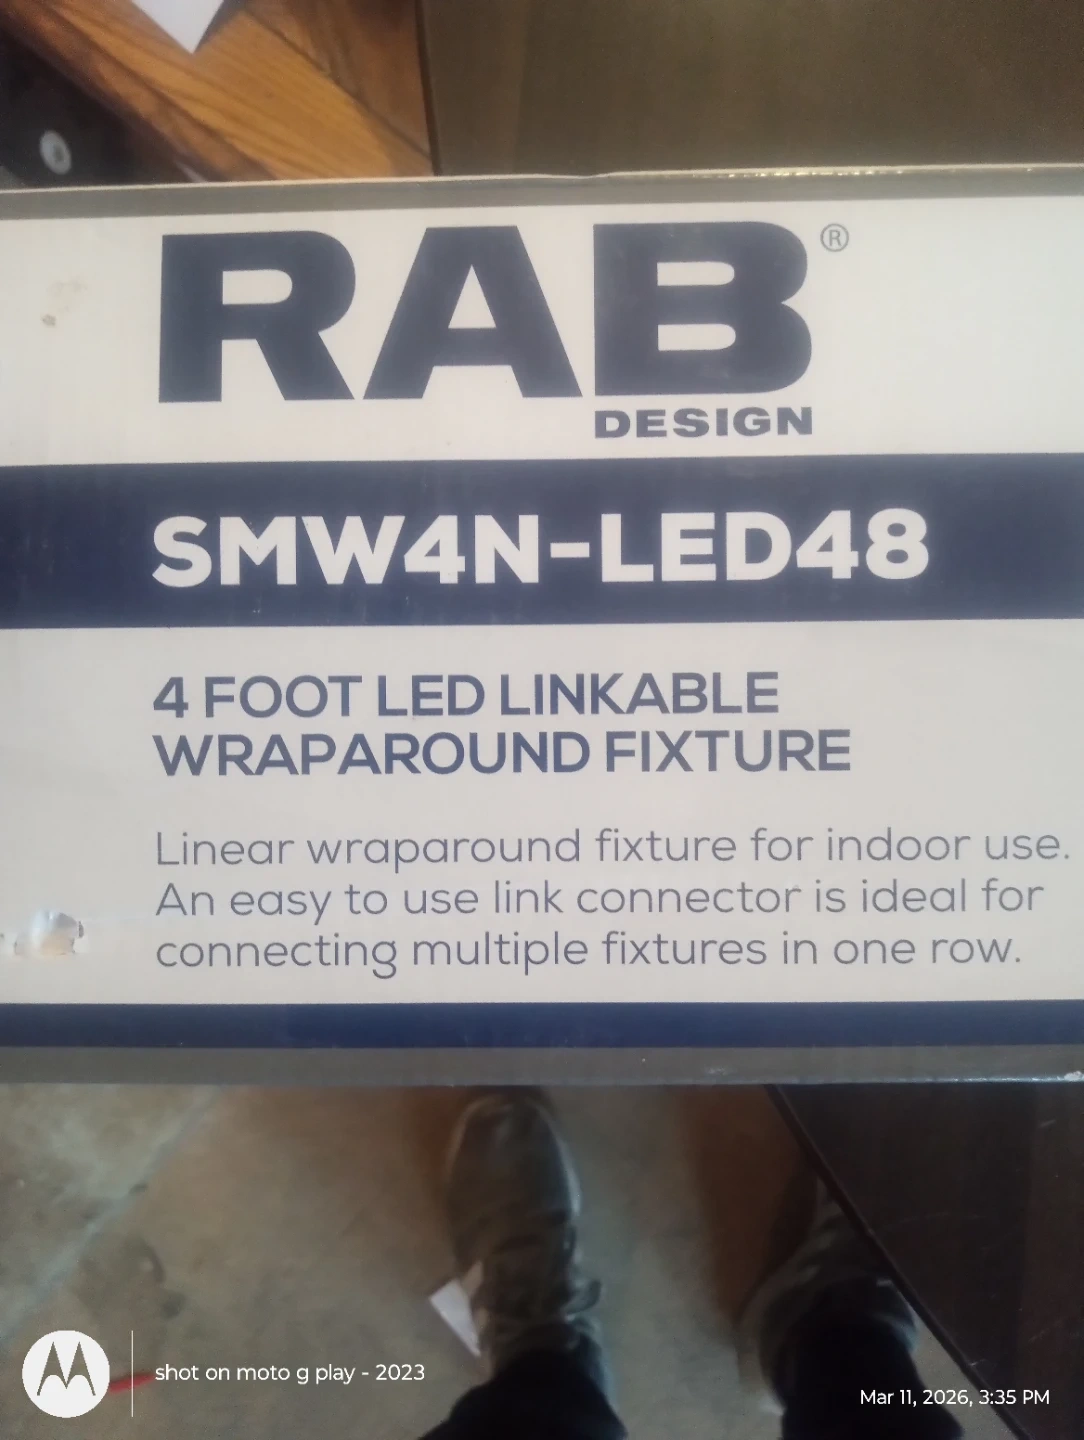 RAB®
DESIGN
SMW4N-LED48
4 FOOT LED LINKABLE
WRAPAROUND FIXTURE
Linear wraparound fixture for indoor use.
An easy to use link connector is ideal for
connecting multiple fixtures in one row.
shot on moto g play - 2023
Mar 11, 2026, 3:35 PM